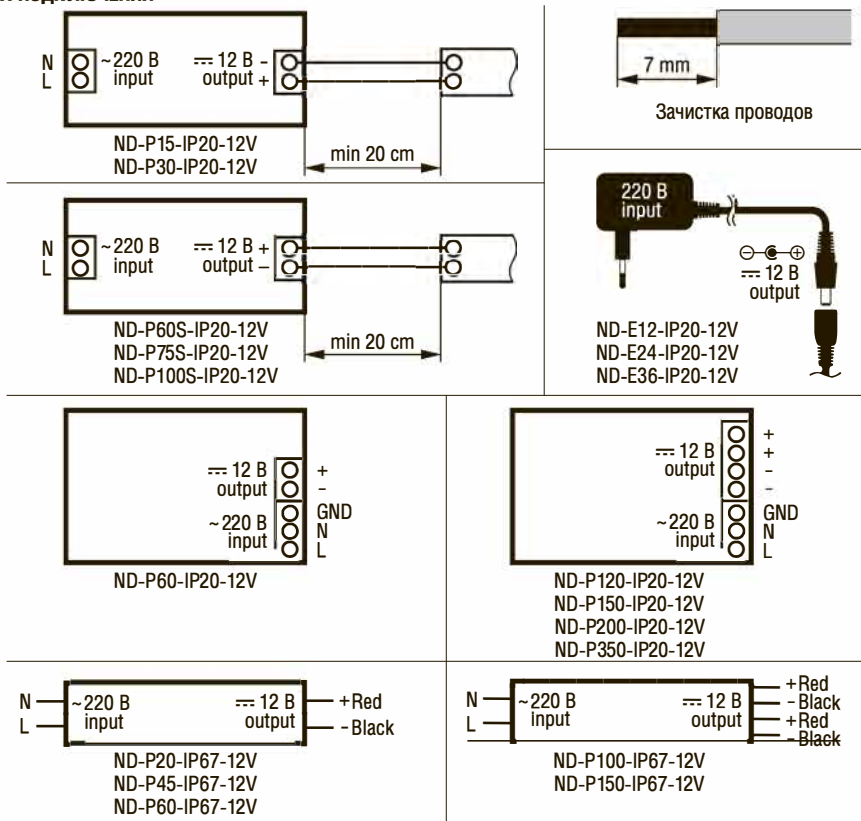 N
L
~220 В
input
⎓ 12 В
output
-
+
ND-P15-IP20-12V
ND-P30-IP20-12V
min 20 cm
7 mm
Зачистка проводов
N
L
~220 В
input
⎓ 12 В
output
+
–
ND-P60S-IP20-12V
ND-P75S-IP20-12V
ND-P100S-IP20-12V
min 20 cm
220 В
input
⎓ 12 В
output
ND-E12-IP20-12V
ND-E24-IP20-12V
ND-E36-IP20-12V
⎓ 12 В
output
+
-
~220 В
input
GND
N
L
ND-P60-IP20-12V
⎓ 12 В
output
+
+
-
-
~220 В
input
GND
N
L
ND-P120-IP20-12V
ND-P150-IP20-12V
ND-P200-IP20-12V
ND-P350-IP20-12V
N
L
~220 В
input
⎓ 12 В
output
+Red
-Black
ND-P20-IP67-12V
ND-P45-IP67-12V
ND-P60-IP67-12V
N
L
~220 В
input
⎓ 12 В
output
+Red
-Black
+Red
-Black
ND-P100-IP67-12V
ND-P150-IP67-12V